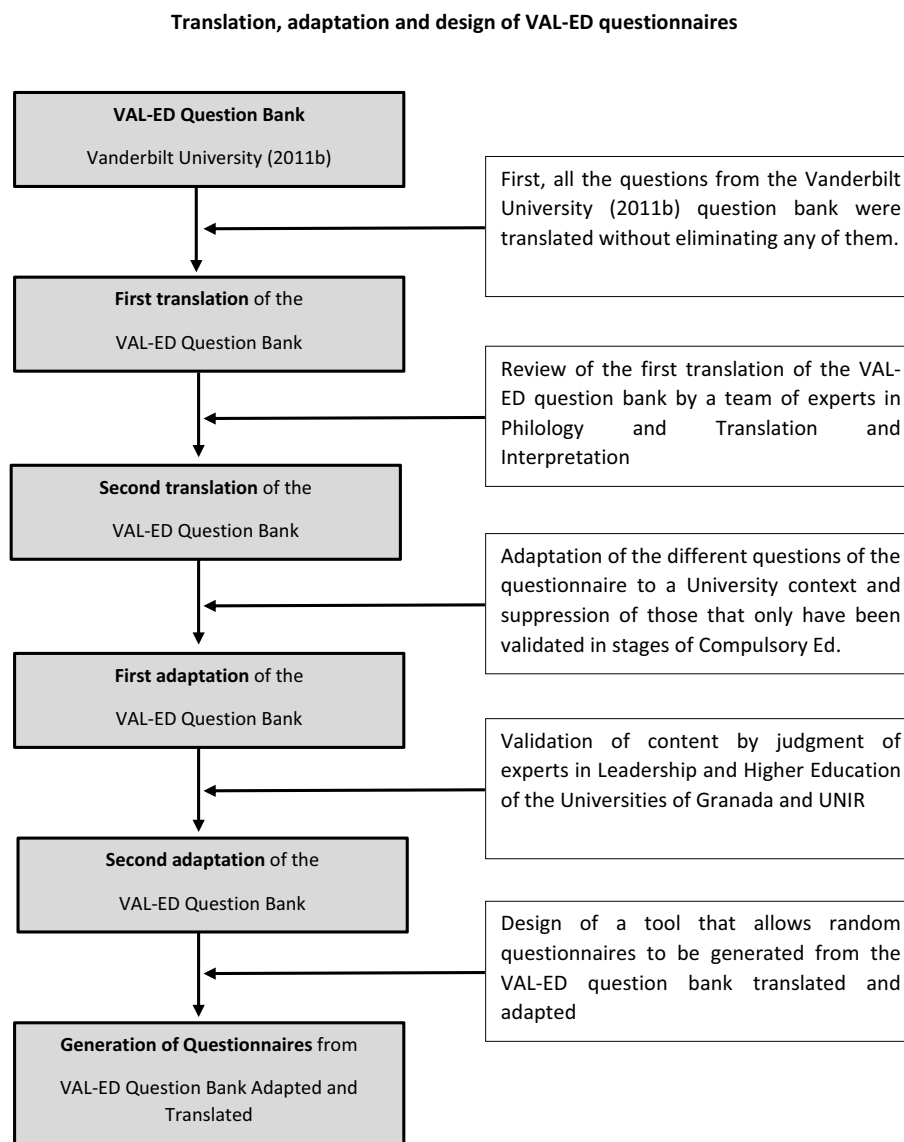 Translation, adaptation and design of VAL-ED questionnaires
VAL-ED Question Bank
Vanderbilt University (2011b)
First, all the questions from the Vanderbilt
University (2011b) question bank were
translated without eliminating any of them.
First translation of the
VAL-ED Question Bank
Review of the first translation of the VAL-
ED question bank by a team of experts in
Philology and Translation and
Interpretation
Second translation of the
VAL-ED Question Bank
Adaptation of the different questions of the
questionnaire to a University context and
suppression of those that only have been
validated in stages of Compulsory Ed.
First adaptation of the
VAL-ED Question Bank
Validation of content by judgment of
experts in Leadership and Higher Education
of the Universities of Granada and UNIR
Second adaptation of the
VAL-ED Question Bank
Design of a tool that allows random
questionnaires to be generated from the
VAL-ED question bank translated and
adapted
Generation of Questionnaires from
VAL-ED Question Bank Adapted and
Translated